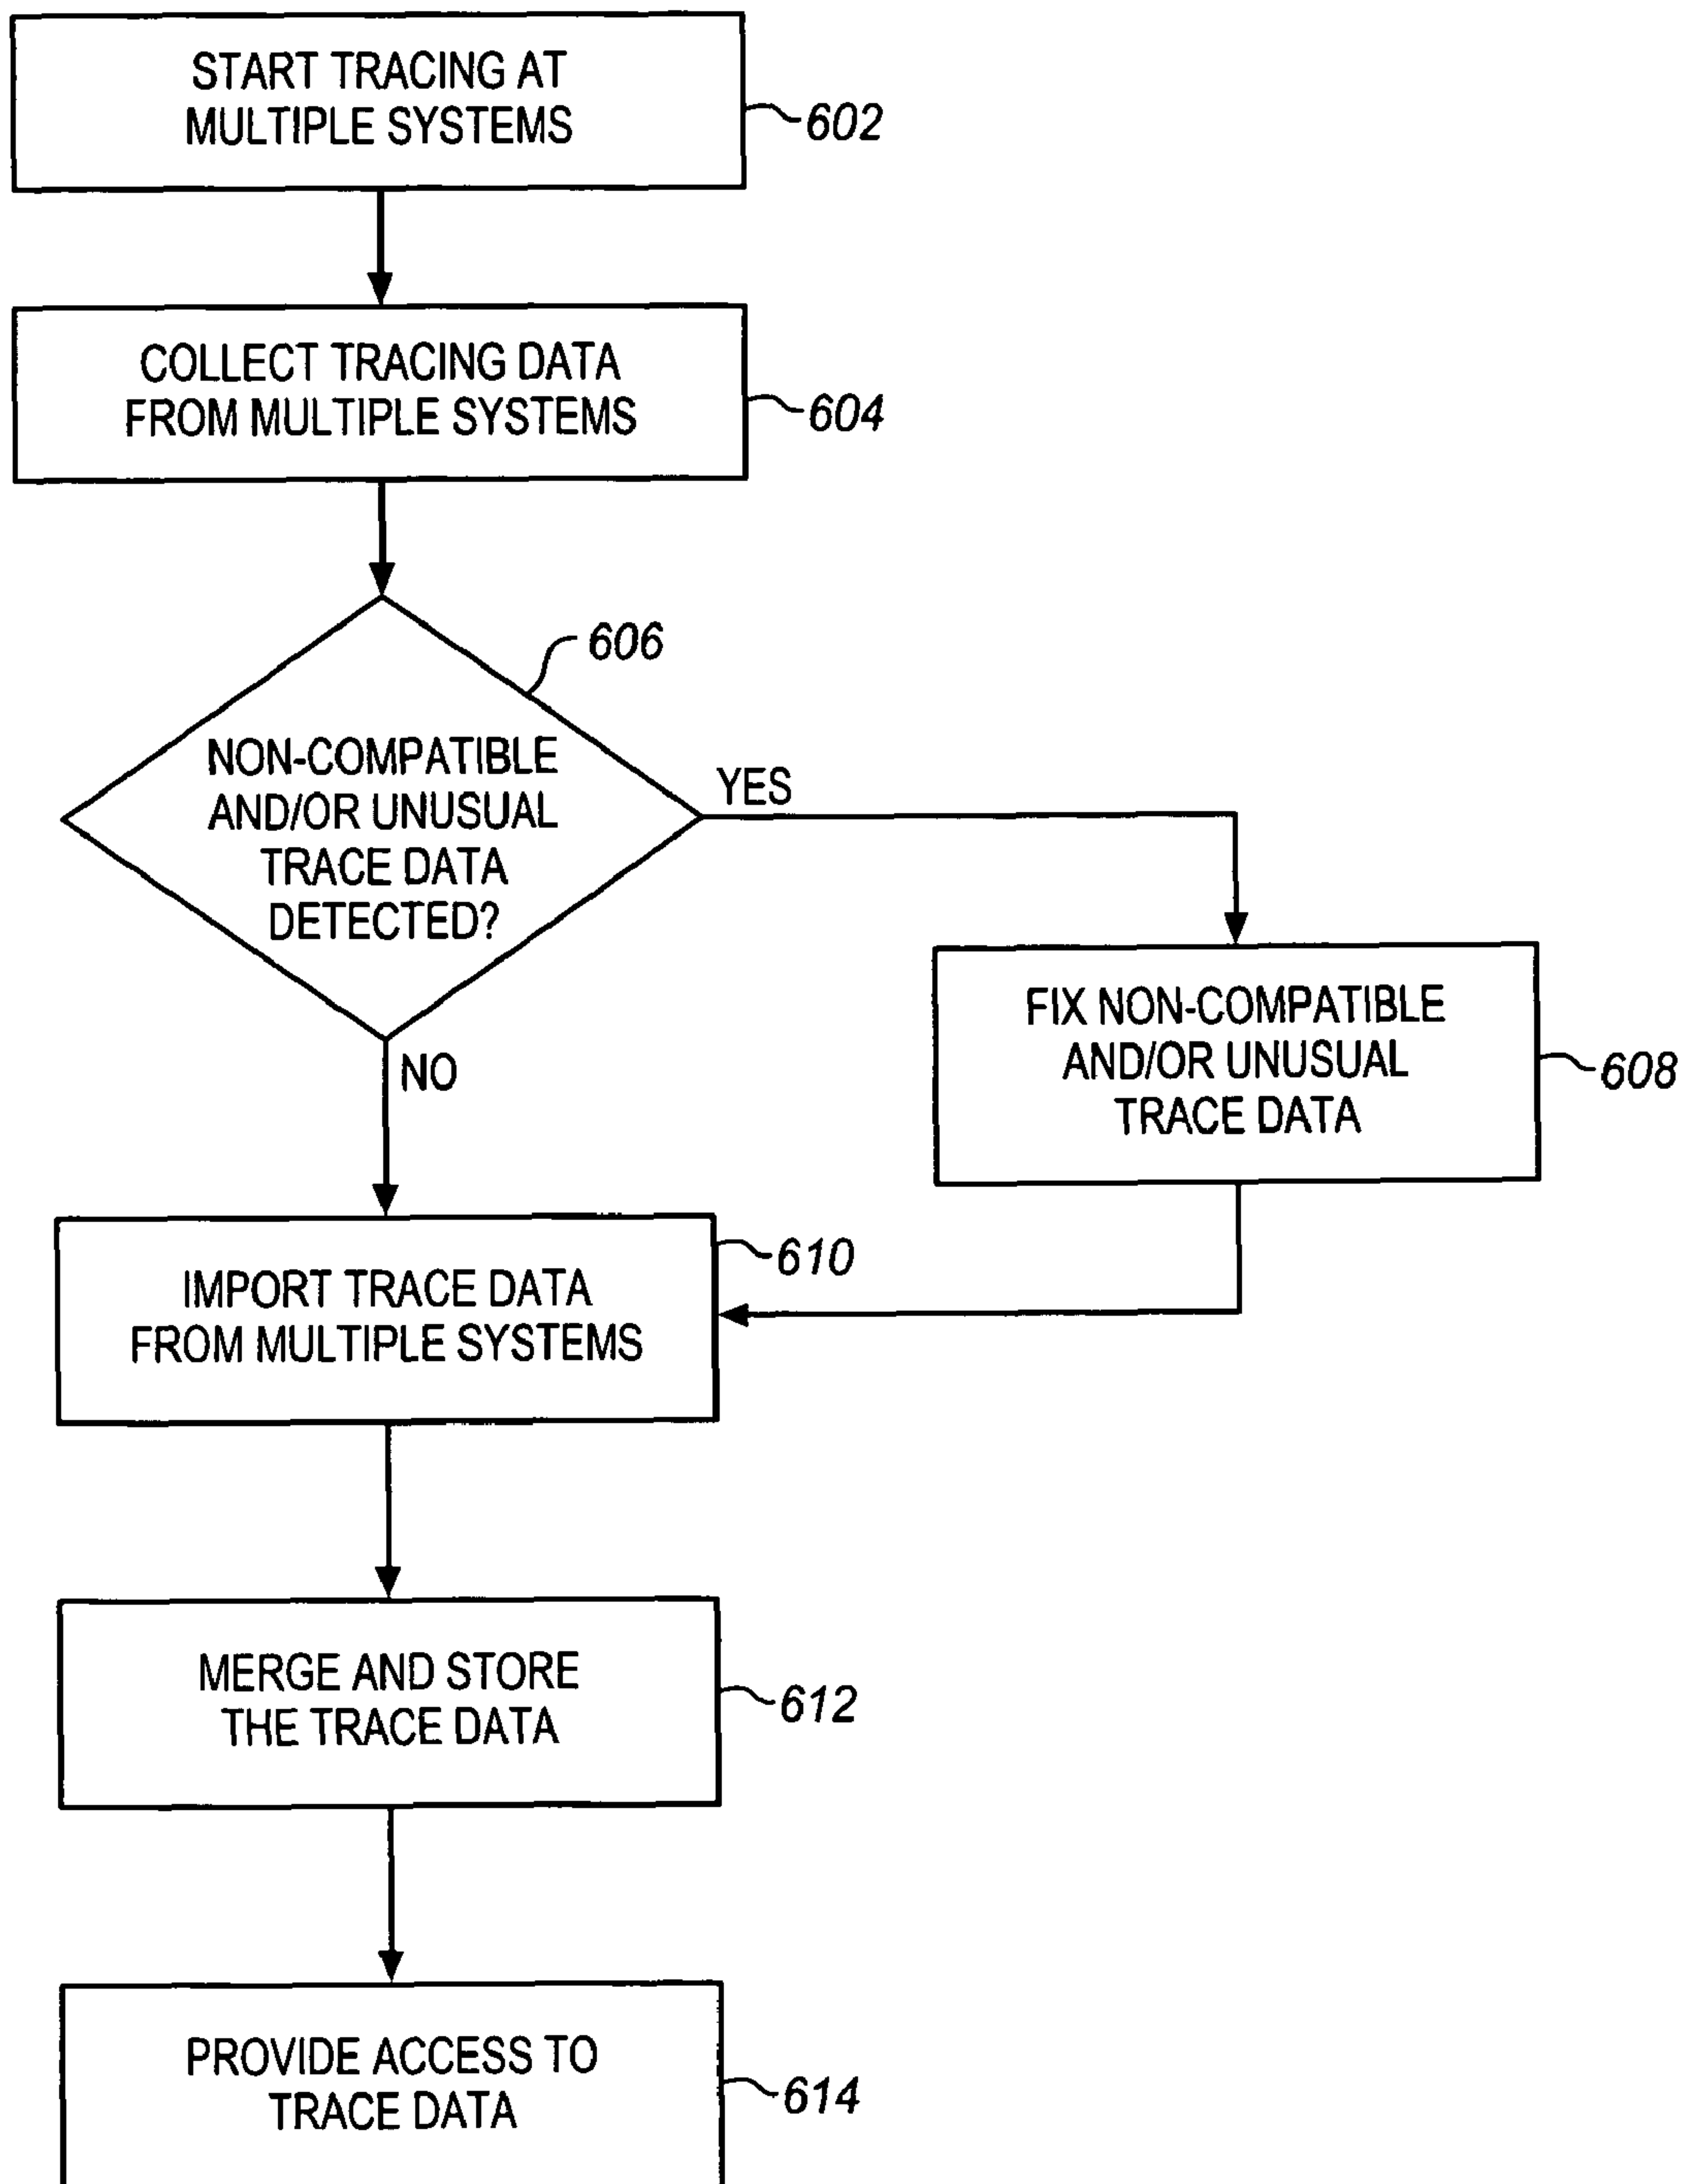 START TRACING AT
MULTIPLE SYSTEMS
602
COLLECT TRACING DATA
FROM MULTIPLE SYSTEMS
604
606
NON-COMPATIBLE
AND/OR UNUSUAL
TRACE DATA
DETECTED?
YES
NO
FIX NON-COMPATIBLE
AND/OR UNUSUAL
TRACE DATA
608
IMPORT TRACE DATA
FROM MULTIPLE SYSTEMS
610
MERGE AND STORE
THE TRACE DATA
612
PROVIDE ACCESS TO
TRACE DATA
614